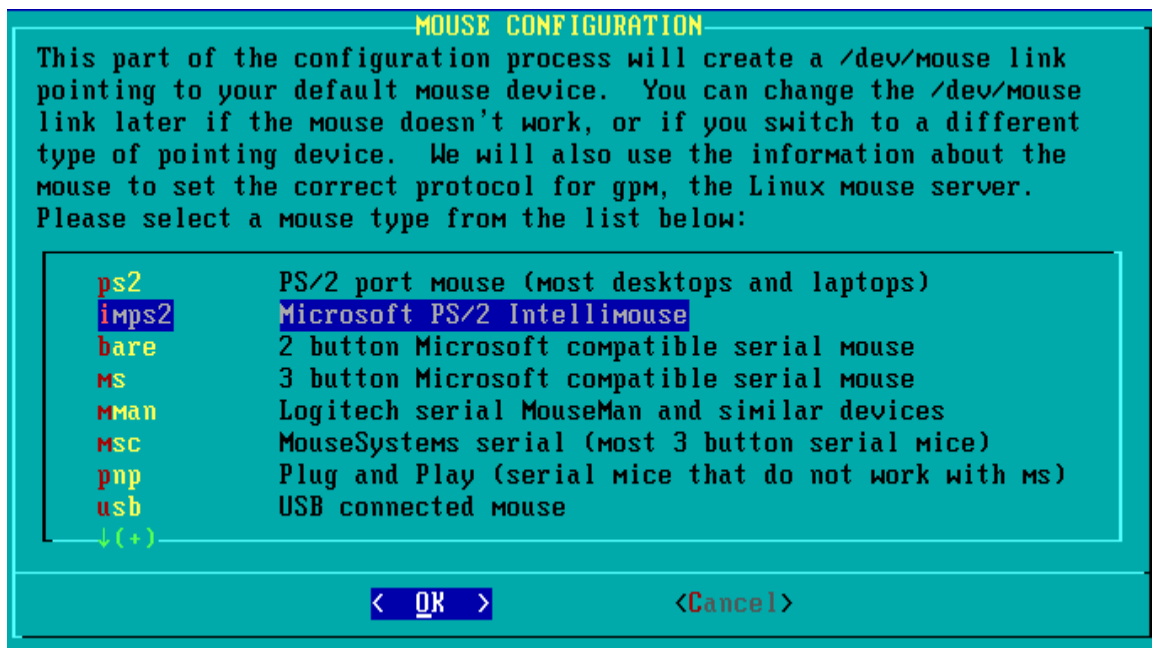 MOUSE CONFIGURATION
This part of the configuration process will create a /dev/mouse link
pointing to your default mouse device.  You can change the /dev/mouse
link later if the mouse doesn't work, or if you switch to a different
type of pointing device.  We will also use the information about the
mouse to set the correct protocol for gpm, the Linux mouse server.
Please select a mouse type from the list below:
ps2 PS/2 port mouse (most desktops and laptops)
imps2 Microsoft PS/2 Intellimouse
bare 2 button Microsoft compatible serial mouse
ms 3 button Microsoft compatible serial mouse
mman Logitech serial MouseMan and similar devices
msc MouseSystems serial (most 3 button serial mice)
pnp Plug and Play (serial mice that do not work with ms)
usb USB connected mouse
↓(+)
< OK > <Cancel>